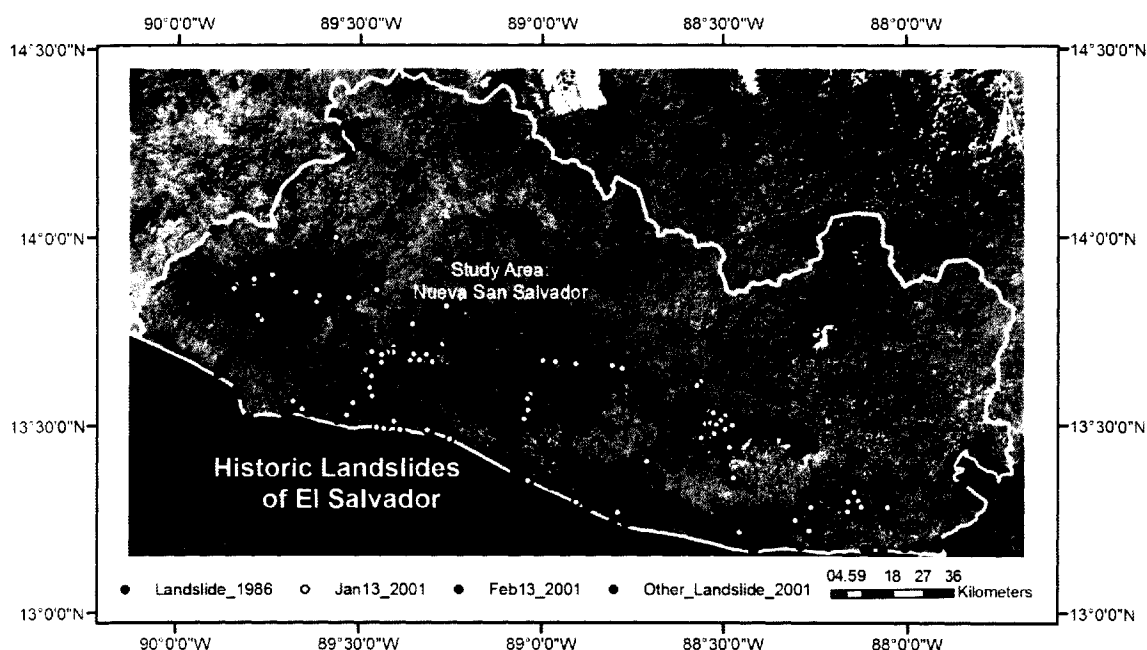 90°0'0"W 89°30'0"W 89°0'0"W 88°30'0"W 88°0'0"W
14°30'0"N 14°30'0"N
14°0'0"N 14°0'0"N
Study Area:
Nueva San Salvador
13°30'0"N 13°30'0"N
Historic Landslides
of El Salvador
Landslide_1986 Jan13_2001 Feb13_2001 Other_Landslide_2001 04.59 18 27 36
Kilometers
13°0'0"N 13°0'0"N
90°0'0"W 89°30'0"W 89°0'0"W 88°30'0"W 88°0'0"W